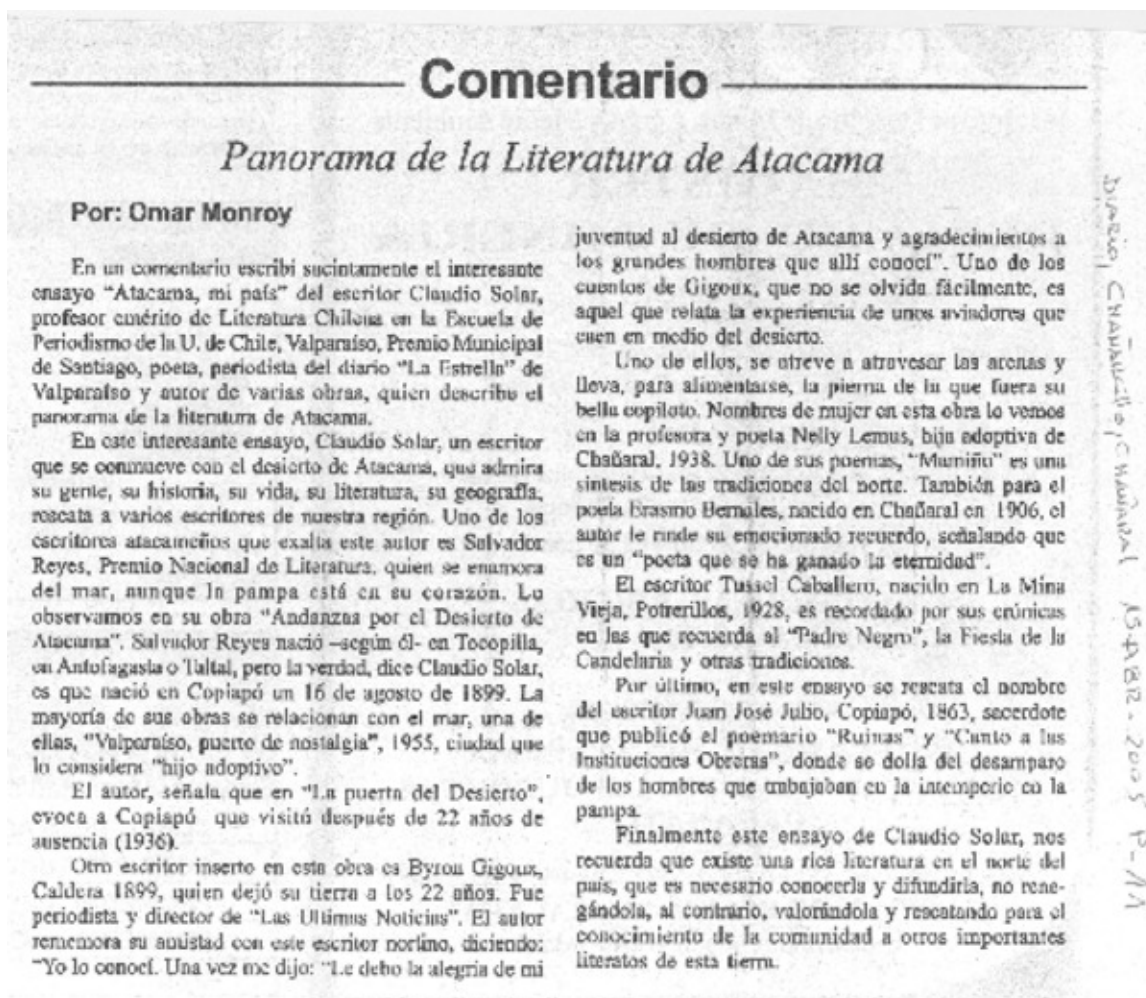 Comentario
Panorama de la Literatura de Atacama
Por: Omar Monroy
En un comentario escribí sucintamente el interesante
ensayo "Atacama, mi país" del escritor Claudio Solar,
profesor emérito de Literatura Chilena en la Escuela de
Periodismo de la U. de Chile, Valparaíso, Premio Municipal
de Santiago, poeta, periodista del diario "La Estrella" de
Valparaíso y autor de varias obras, quien describe el
panorama de la literatura de Atacama.
En este interesante ensayo, Claudio Solar, un escritor
que se conmueve con el desierto de Atacama, que admira
su gente, su historia, su vida, su literatura, su geografía,
rescata a varios escritores de nuestra región. Uno de los
escritores atacameños que exalta este autor es Salvador
Reyes, Premio Nacional de Literatura, quien se enamora
del mar, aunque la pampa está en su corazón. Lo
observamos en su obra "Andanzas por el Desierto de
Atacama". Salvador Reyes nació –según él- en Tocopilla,
en Antofagasta o Taltal, pero la verdad, dice Claudio Solar,
es que nació en Copiapó un 16 de agosto de 1899. La
mayoría de sus obras se relacionan con el mar, una de
ellas, "Valparaíso, puerto de nostalgia", 1955, ciudad que
lo considera "hijo adoptivo".
El autor, señala que en "La puerta del Desierto",
evoca a Copiapó que visitó después de 22 años de
ausencia (1936).
Otro escritor inserto en esta obra es Byron Gigoux,
Caldera 1899, quien dejó su tierra a los 22 años. Fue
periodista y director de "Las Ultimas Noticias". El autor
rememora su amistad con este escritor nortino, diciendo:
"Yo lo conocí. Una vez me dijo: "Le debo la alegría de mi
juventud al desierto de Atacama y agradecimientos a
los grandes hombres que allí conocí". Uno de los
cuentos de Gigoux, que no se olvida fácilmente, es
aquel que relata la experiencia de unos aviadores que
caen en medio del desierto.
Uno de ellos, se atreve a atravesar las arenas y
lleva, para alimentarse, la pierna de la que fuera su
bella copiloto. Nombres de mujer en esta obra lo vemos
en la profesora y poeta Nelly Lemus, hija adoptiva de
Chañaral, 1938. Uno de sus poemas, "Mamiña" es una
síntesis de las tradiciones del norte. También para el
poeta Erasmo Bernales, nacido en Chañaral en 1906, el
autor le rinde su emocionado recuerdo, señalando que
es un "poeta que se ha ganado la eternidad".
El escritor Tussel Caballero, nacido en La Mina
Vieja, Potrerillos, 1928, es recordado por sus crónicas
en las que recuerda al "Padre Negro", la Fiesta de la
Candelaria y otras tradiciones.
Por último, en este ensayo se rescata el nombre
del escritor Juan José Julio, Copiapó, 1863, sacerdote
que publicó el poemario "Ruinas" y "Canto a las
Instituciones Obreras", donde se dolía del desamparo
de los hombres que trabajaban en la intemperie en la
pampa.
Finalmente este ensayo de Claudio Solar, nos
recuerda que existe una rica literatura en el norte del
país, que es necesario conocerla y difundirla, no rene-
gándola, al contrario, valorándola y rescatando para el
conocimiento de la comunidad a otros importantes
literatos de esta tierra.
DIARIO, CHAÑARCILLO, CHAÑARAL 15-ABR-2005 P-11